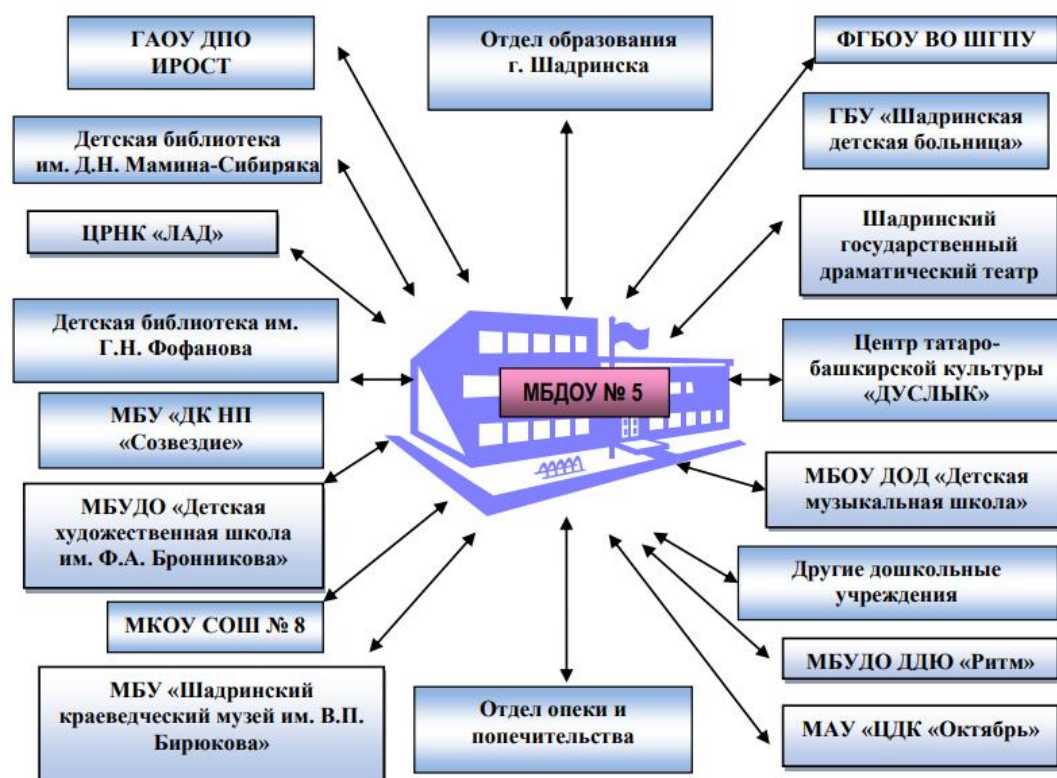 ГАОУ ДПО
ИРОСТ
Отдел образования
г. Шадринска
ФГБОУ ВО ШГПУ
Детская библиотека
им. Д.Н. Мамина-Сибиряка
ГБУ «Шадринская
детская больница»
ЦРНК «ЛАД»
Шадринский
государственный
драматический театр
Детская библиотека им.
Г.Н. Фофанова
МБДОУ № 5
Центр татаро-
башкирской культуры
«ДУСЛЫК»
МБУ «ДК НП
«Созвездие»
МБУДО «Детская
художественная школа
им. Ф.А. Бронникова»
МБОУ ДОД «Детская
музыкальная школа»
МКОУ СОШ № 8
Другие дошкольные
учреждения
МБУ «Шадринский
краеведческий музей им. В.П.
Бирюкова»
Отдел опеки и
попечительства
МБУДО ДДЮ «Ритм»
МАУ «ЦДК «Октябрь»